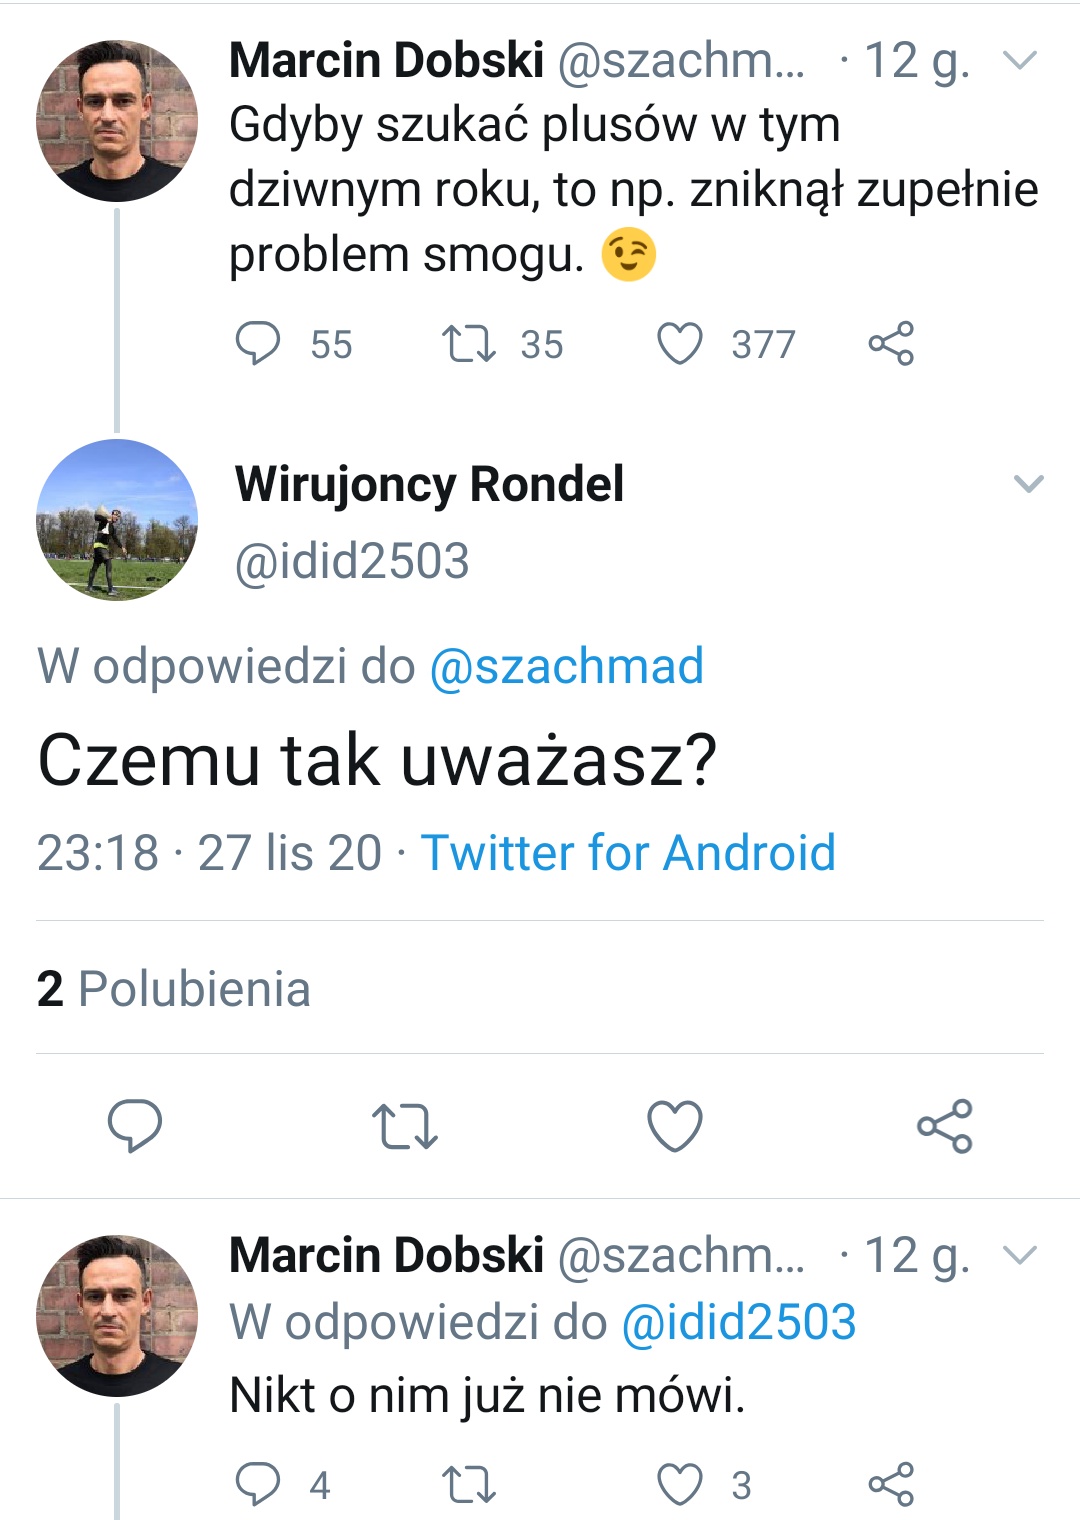 Marcin Dobski @szachm... · 12 g.
Gdyby szukać plusów w tym
dziwnym roku, to np. zniknął zupełnie
problem smogu. 😉
55 35 377
Wirujoncy Rondel
@idid2503
W odpowiedzi do @szachmad
Czemu tak uważasz?
23:18 · 27 lis 20 · Twitter for Android
2 Polubienia
Marcin Dobski @szachm... · 12 g.
W odpowiedzi do @idid2503
Nikt o nim już nie mówi.
4 3